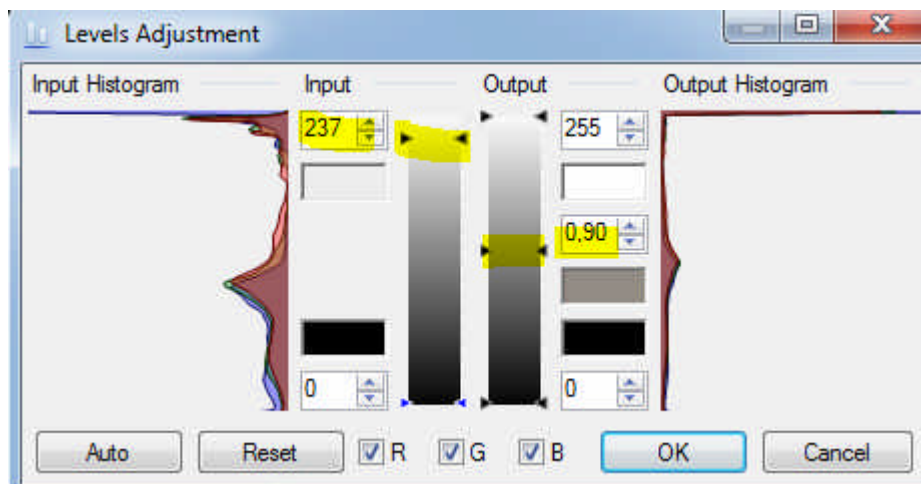 Levels Adjustment
Input Histogram Input Output Output Histogram
237 255
0,90
0 0
Auto Reset R G B OK Cancel